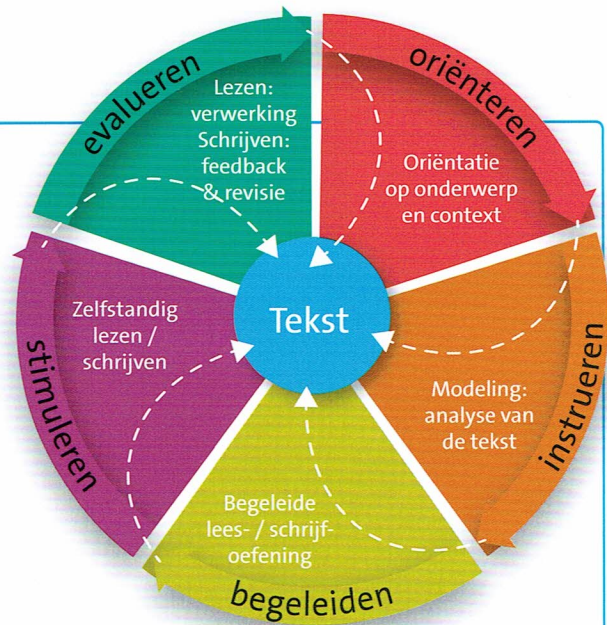 oriënteren
Oriëntatie
op onderwerp
en context
instrueren
Modeling:
analyse van
de tekst
begeleiden
Begeleide
lees- / schrijf-
oefening
stimuleren
Zelfstandig
lezen /
schrijven
evalueren
Lezen:
verwerking
Schrijven:
feedback
& revisie
Tekst